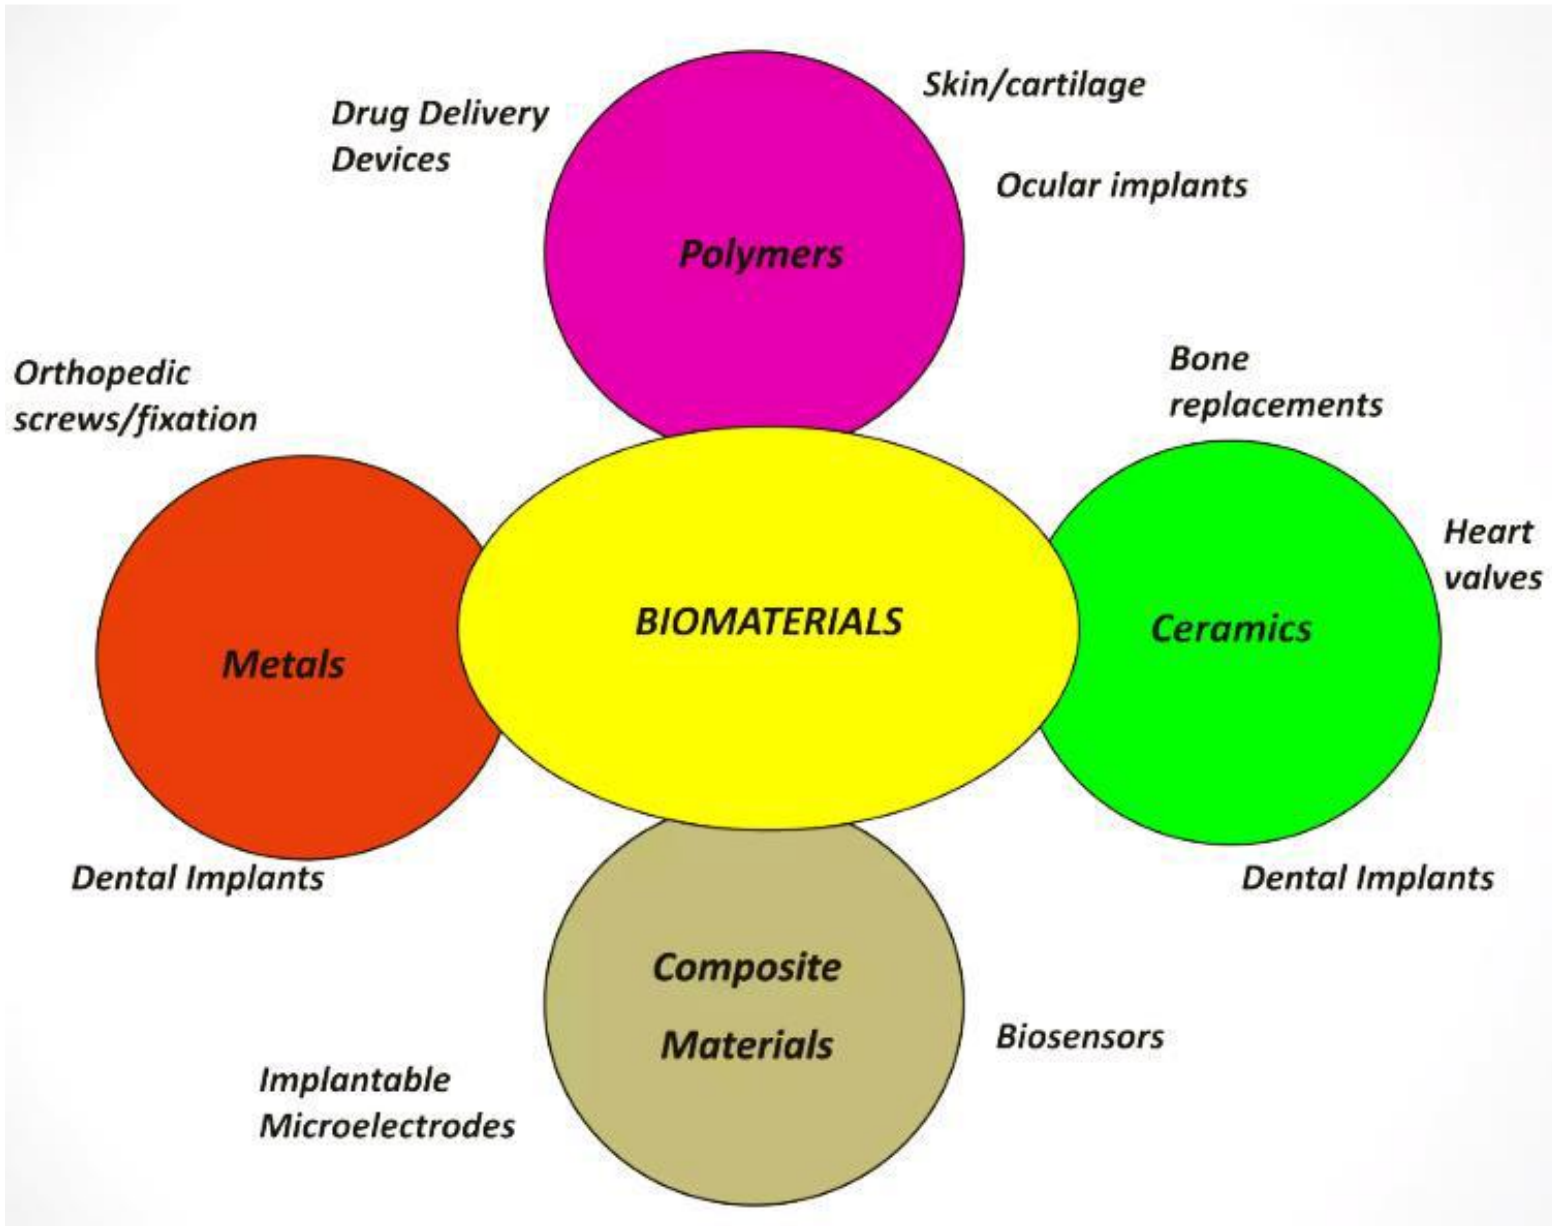 Skin/cartilage
Drug Delivery
Devices
Ocular implants
Polymers
Bone
replacements
Orthopedic
screws/fixation
Heart
valves
BIOMATERIALS
Ceramics
Metals
Dental Implants
Dental Implants
Composite
Materials
Biosensors
Implantable
Microelectrodes